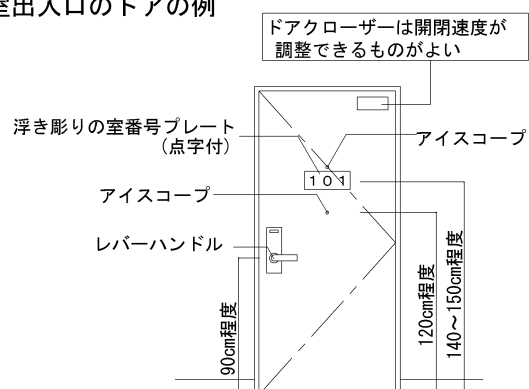 室出入口のドアの例
ドアクローザーは開閉速度が
調整できるものがよい
浮き彫りの室番号プレート
(点字付)
アイスコープ
101
アイスコープ
レバーハンドル
90cm程度
120cm程度
140～150cm程度